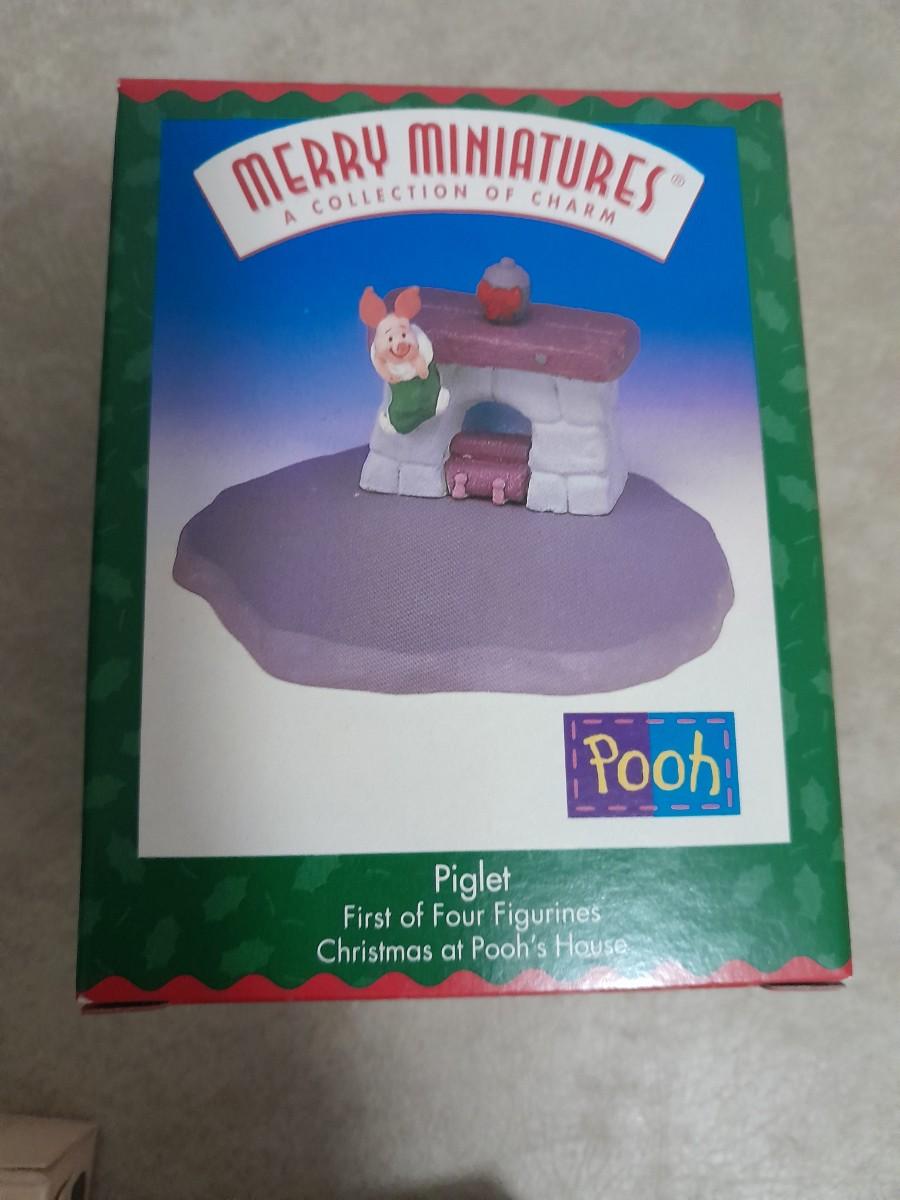 MERRY MINIATURES®
A COLLECTION OF CHARM
Pooh
Piglet
First of Four Figurines
Christmas at Pooh's House